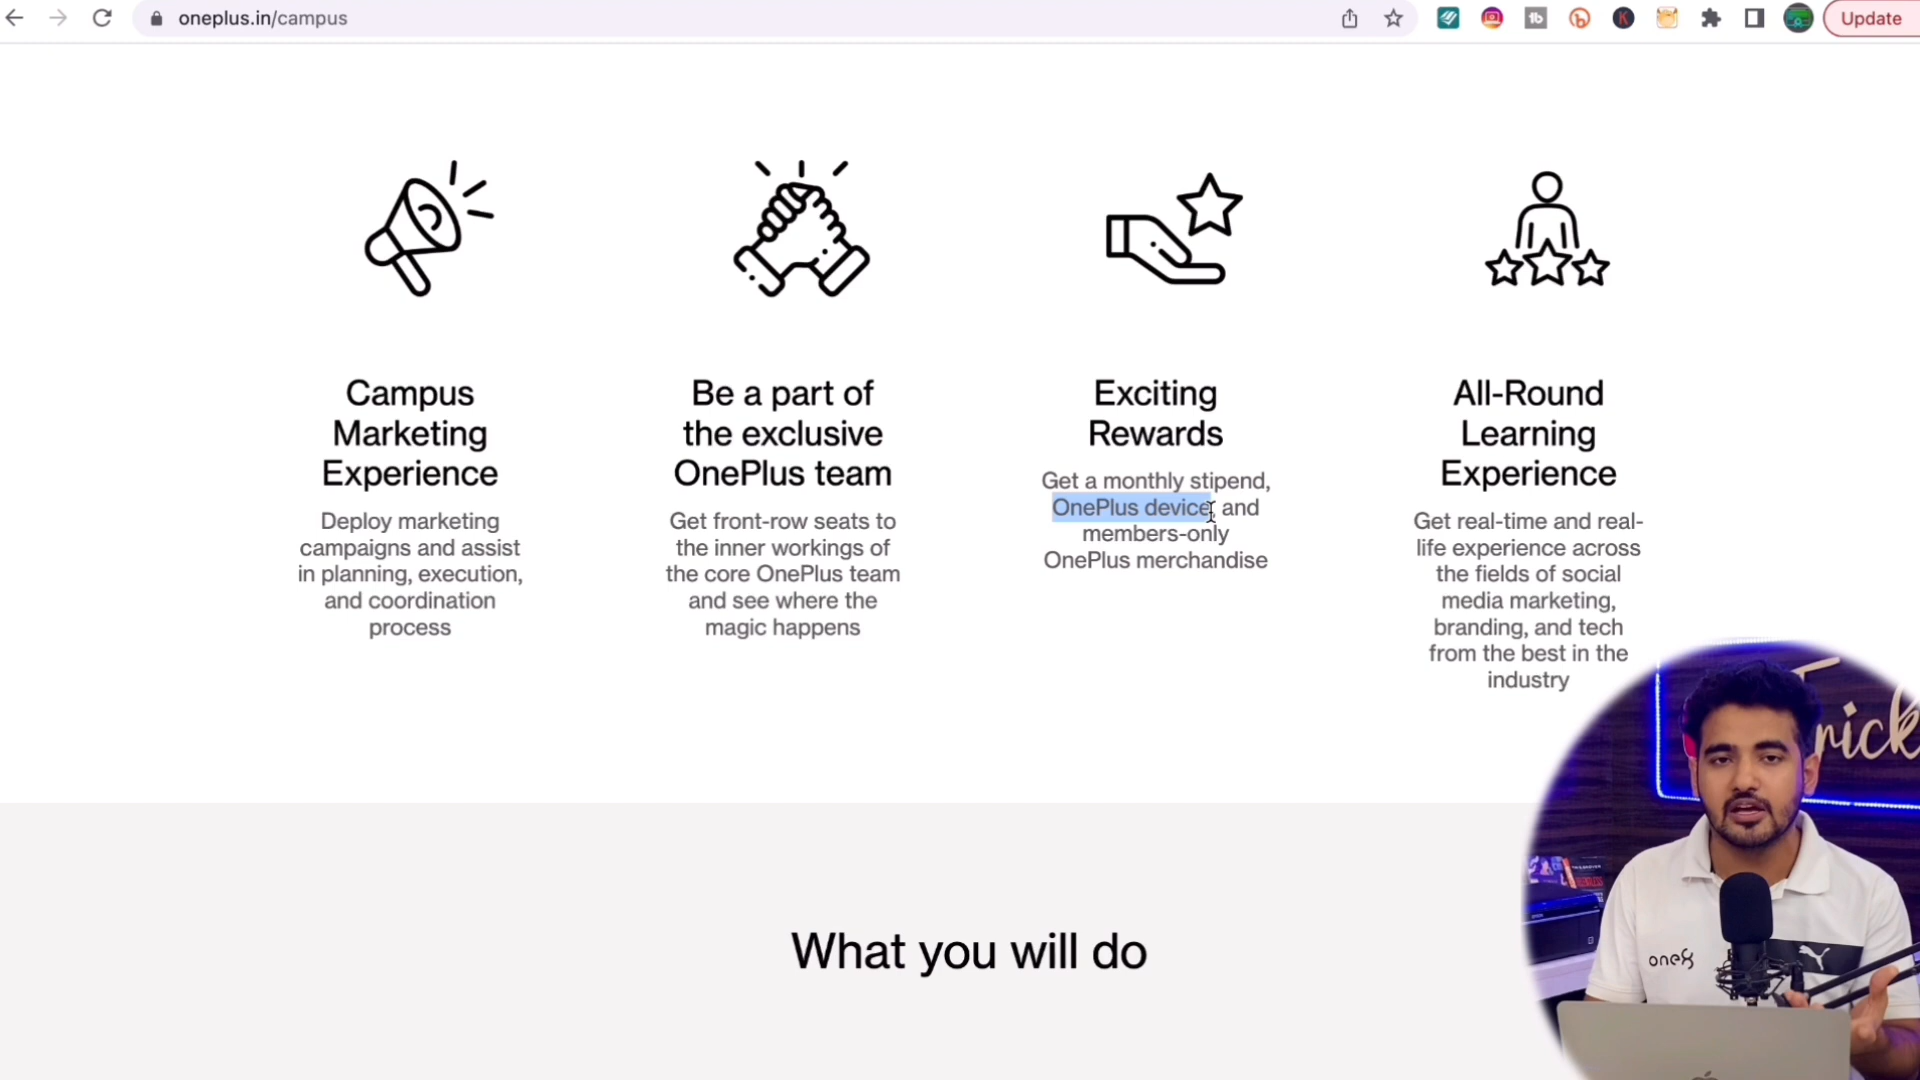 oneplus.in/campus
Update
Campus
Marketing
Experience
Deploy marketing
campaigns and assist
in planning, execution,
and coordination
process
Be a part of
the exclusive
OnePlus team
Get front-row seats to
the inner workings of
the core OnePlus team
and see where the
magic happens
Exciting
Rewards
Get a monthly stipend,
OnePlus device, and
members-only
OnePlus merchandise
All-Round
Learning
Experience
Get real-time and real-
life experience across
the fields of social
media marketing,
branding, and tech
from the best in the
industry
What you will do
Trick
one8